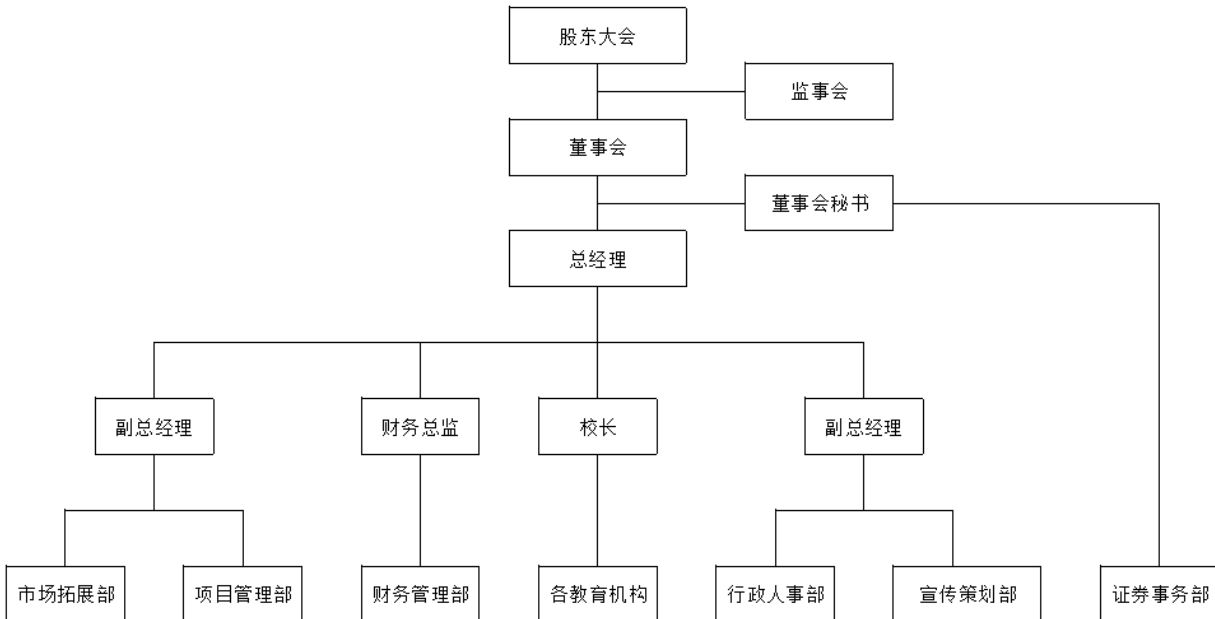 股东大会
监事会
董事会
董事会秘书
总经理
副总经理
财务总监
校长
副总经理
市场拓展部
项目管理部
财务管理部
各教育机构
行政人事部
宣传策划部
证券事务部